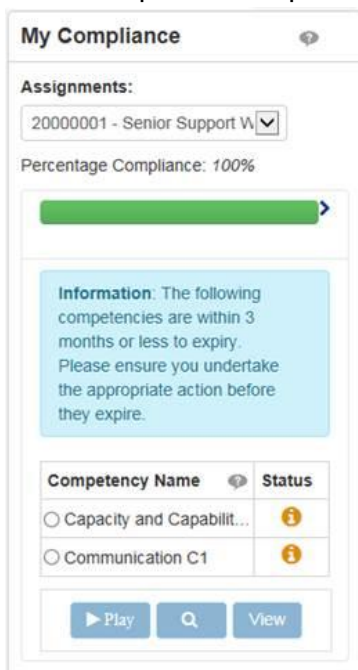 My Compliance
Assignments:
20000001 - Senior Support W
Percentage Compliance: 100%
Information: The following
competencies are within 3
months or less to expiry.
Please ensure you undertake
the appropriate action before
they expire.
Competency Name Status
Capacity and Capabilit...
Communication C1
Play View